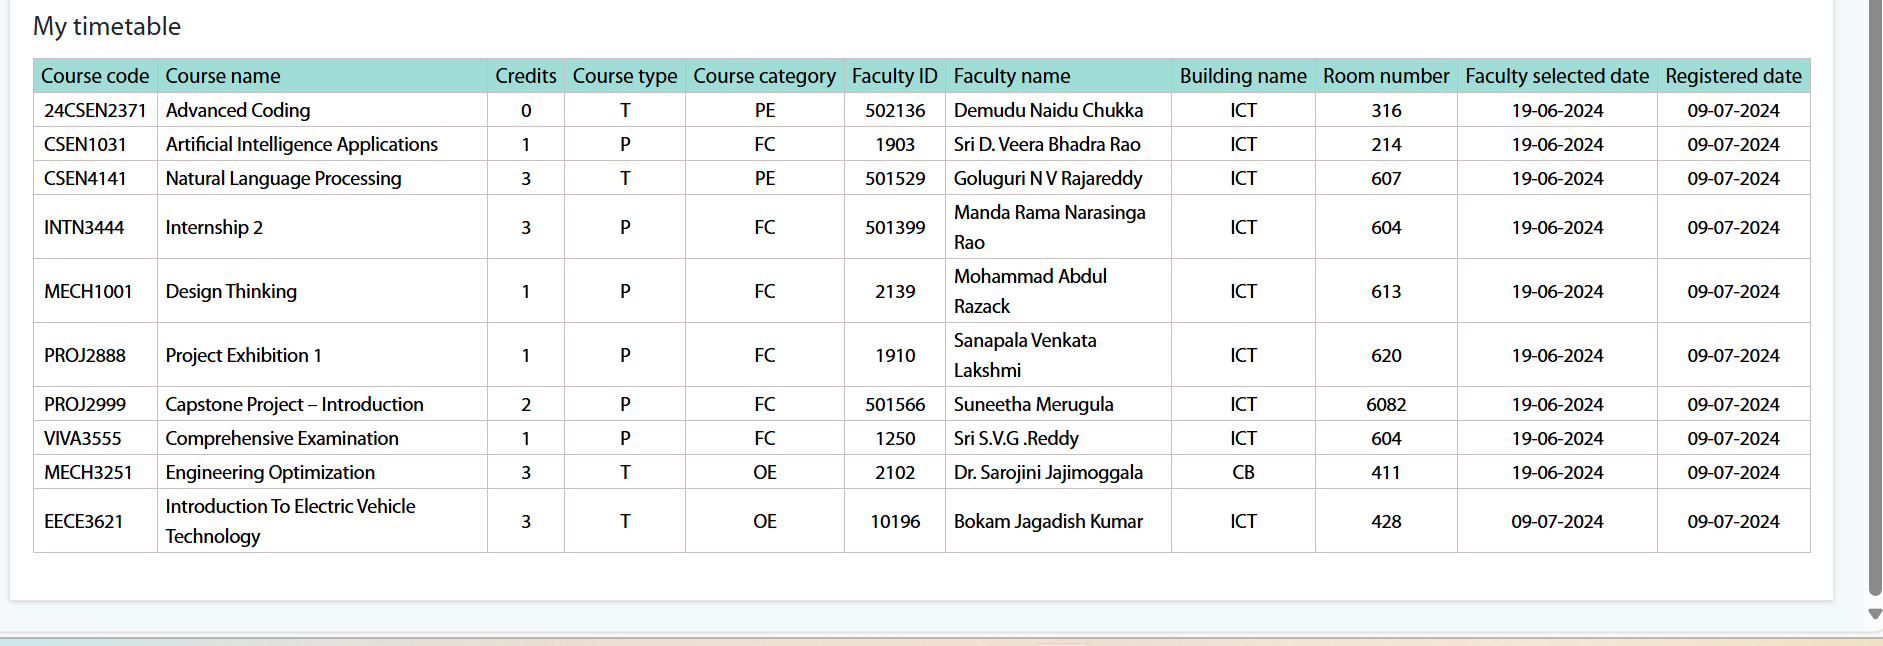 My timetable
Course code Course name Credits Course type Course category Faculty ID Faculty name Building name Room number Faculty selected date Registered date
24CSEN2371 Advanced Coding 0 T PE 502136 Demudu Naidu Chukka ICT 316 19-06-2024 09-07-2024
CSEN1031 Artificial Intelligence Applications 1 P FC 1903 Sri D. Veera Bhadra Rao ICT 214 19-06-2024 09-07-2024
CSEN4141 Natural Language Processing 3 T PE 501529 Goluguri N V Rajareddy ICT 607 19-06-2024 09-07-2024
INTN3444 Internship 2 3 P FC 501399 Manda Rama Narasinga
Rao ICT 604 19-06-2024 09-07-2024
MECH1001 Design Thinking 1 P FC 2139 Mohammad Abdul
Razack ICT 613 19-06-2024 09-07-2024
PROJ2888 Project Exhibition 1 1 P FC 1910 Sanapala Venkata
Lakshmi ICT 620 19-06-2024 09-07-2024
PROJ2999 Capstone Project – Introduction 2 P FC 501566 Suneetha Merugula ICT 6082 19-06-2024 09-07-2024
VIVA3555 Comprehensive Examination 1 P FC 1250 Sri S.V.G .Reddy ICT 604 19-06-2024 09-07-2024
MECH3251 Engineering Optimization 3 T OE 2102 Dr. Sarojini Jajimoggala CB 411 19-06-2024 09-07-2024
EECE3621 Introduction To Electric Vehicle
Technology 3 T OE 10196 Bokam Jagadish Kumar ICT 428 09-07-2024 09-07-2024